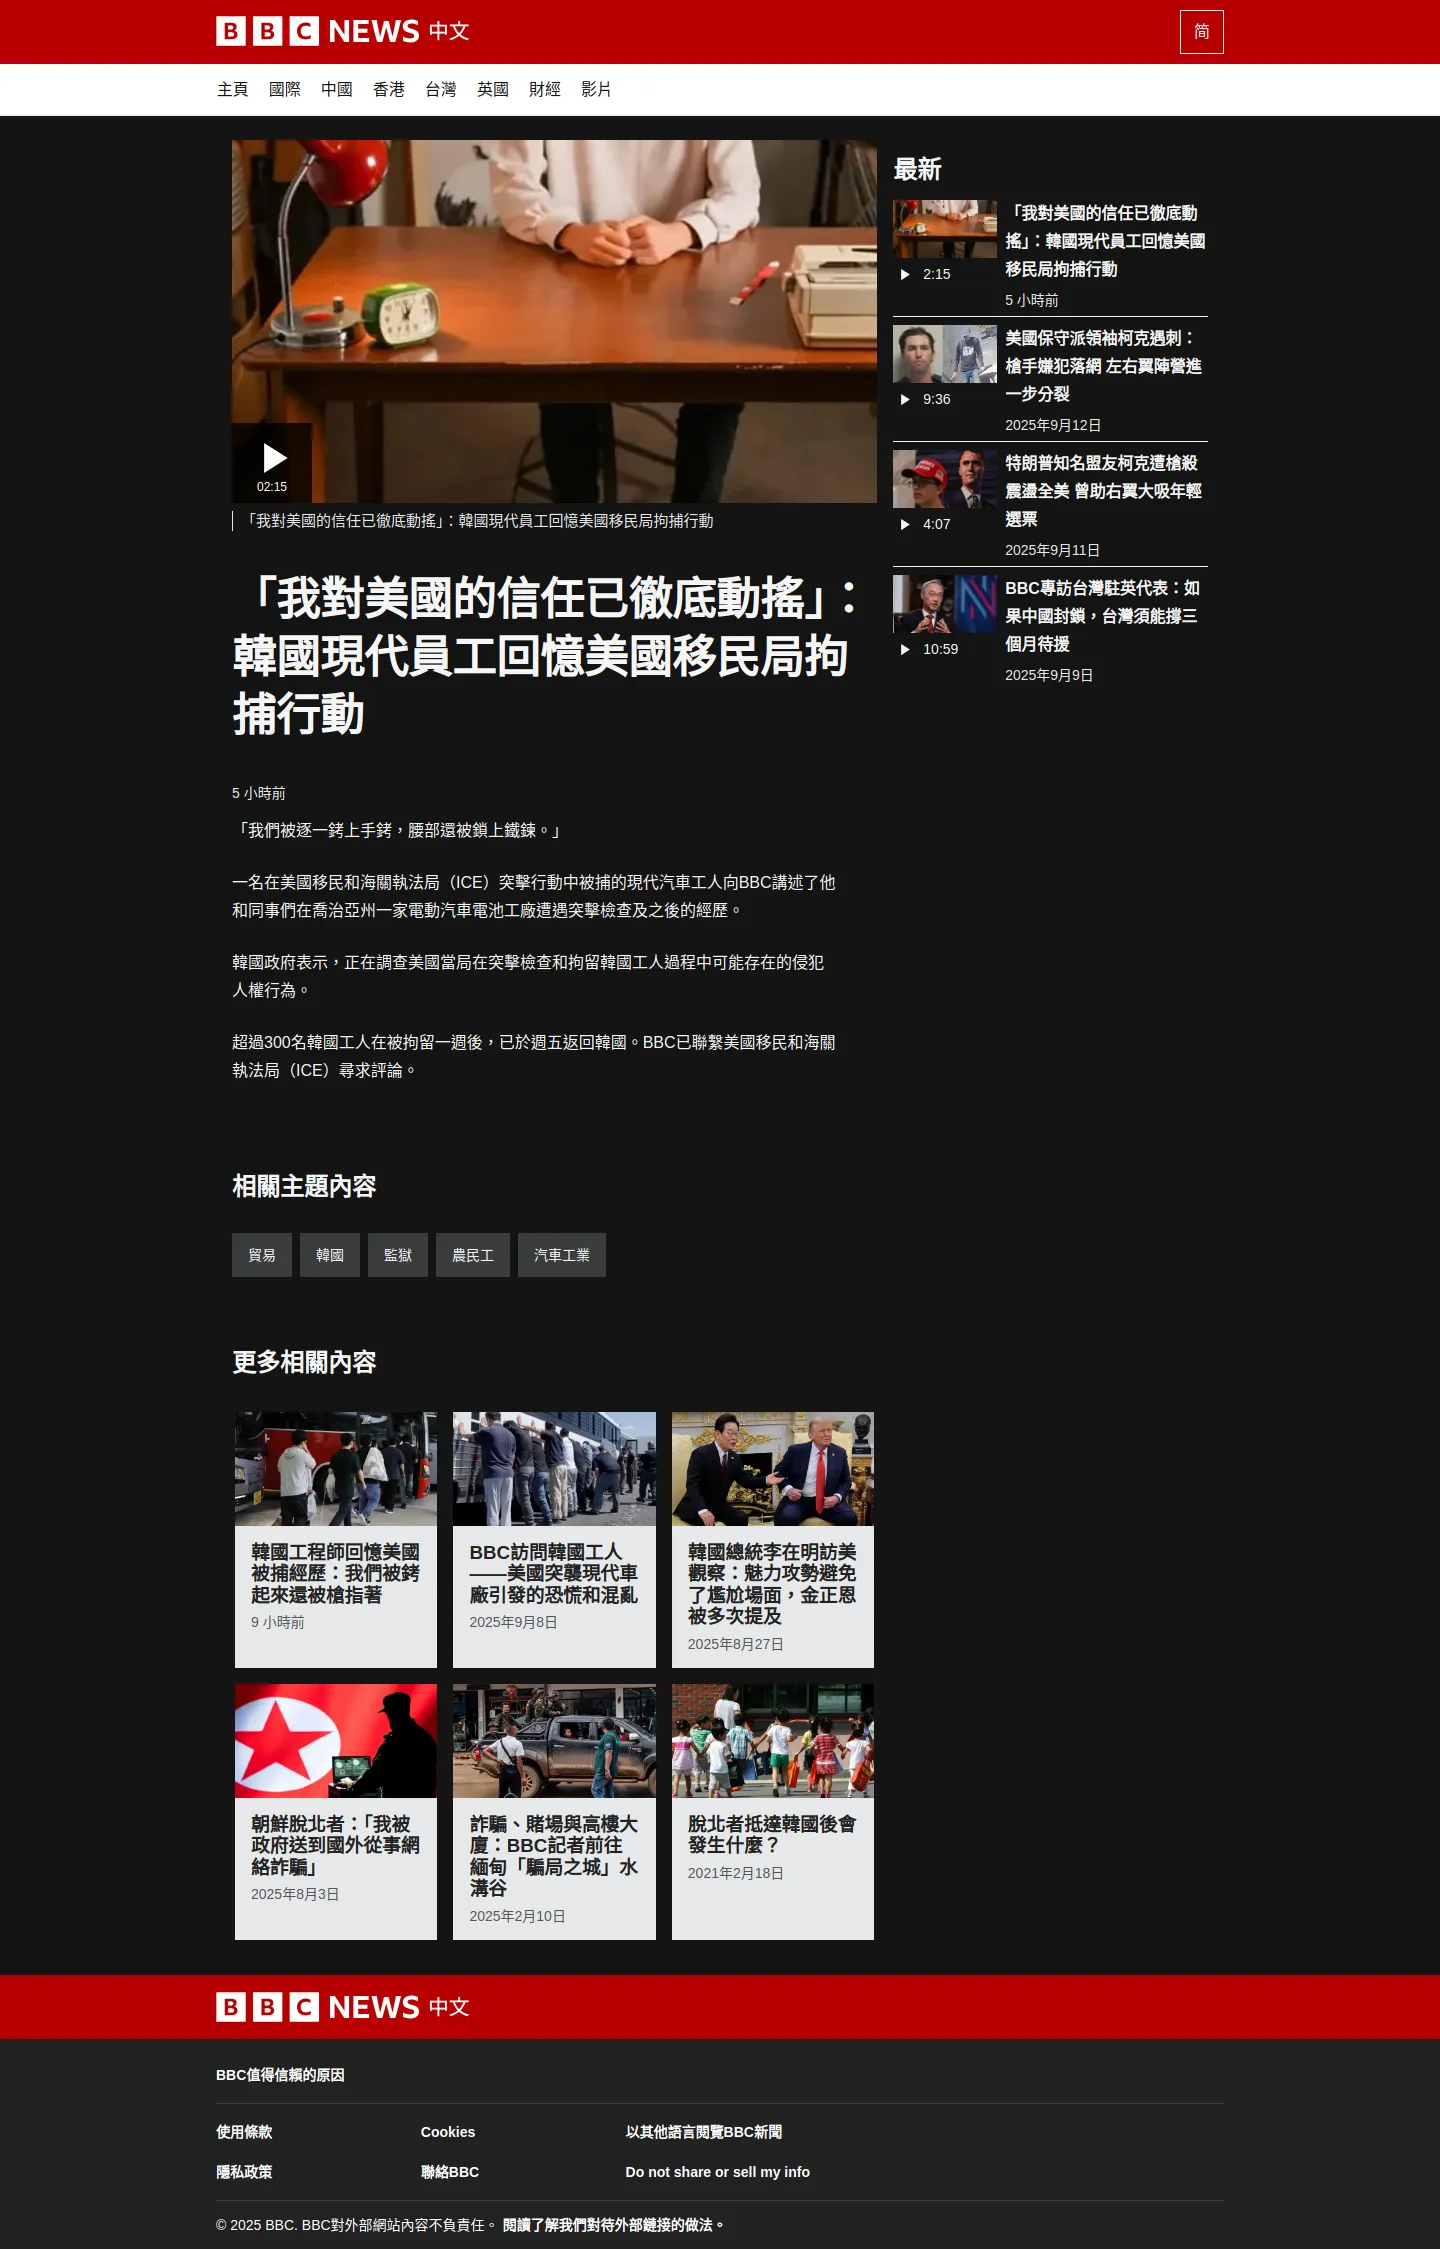 BBC NEWS 中文
简
主頁 國際 中國 香港 台灣 英國 財經 影片
02:15
「我對美國的信任已徹底動搖」：韓國現代員工回憶美國移民局拘捕行動
「我對美國的信任已徹底動搖」：
韓國現代員工回憶美國移民局拘
捕行動
5 小時前
「我們被逐一銬上手銬，腰部還被鎖上鐵鍊。」
一名在美國移民和海關執法局（ICE）突擊行動中被捕的現代汽車工人向BBC講述了他
和同事們在喬治亞州一家電動汽車電池工廠遭遇突擊檢查及之後的經歷。
韓國政府表示，正在調查美國當局在突擊檢查和拘留韓國工人過程中可能存在的侵犯
人權行為。
超過300名韓國工人在被拘留一週後，已於週五返回韓國。BBC已聯繫美國移民和海關
執法局（ICE）尋求評論。
最新
「我對美國的信任已徹底動
搖」：韓國現代員工回憶美國
移民局拘捕行動
2:15
5 小時前
美國保守派領袖柯克遇刺：
槍手嫌犯落網 左右翼陣營進
一步分裂
9:36
2025年9月12日
特朗普知名盟友柯克遭槍殺
震盪全美 曾助右翼大吸年輕
選票
4:07
2025年9月11日
BBC專訪台灣駐英代表：如
果中國封鎖，台灣須能撐三
個月待援
10:59
2025年9月9日
相關主題內容
貿易 韓國 監獄 農民工 汽車工業
更多相關內容
韓國工程師回憶美國
被捕經歷：我們被銬
起來還被槍指著
9 小時前
BBC訪問韓國工人
——美國突襲現代車
廠引發的恐慌和混亂
2025年9月8日
韓國總統李在明訪美
觀察：魅力攻勢避免
了尷尬場面，金正恩
被多次提及
2025年8月27日
朝鮮脫北者：「我被
政府送到國外從事網
絡詐騙」
2025年8月3日
詐騙、賭場與高樓大
廈：BBC記者前往
緬甸「騙局之城」水
溝谷
2025年2月10日
脫北者抵達韓國後會
發生什麼？
2021年2月18日
BBC NEWS 中文
BBC值得信賴的原因
使用條款 Cookies 以其他語言閱覽BBC新聞
隱私政策 聯絡BBC Do not share or sell my info
© 2025 BBC. BBC對外部網站內容不負責任。 閱讀了解我們對待外部鏈接的做法。